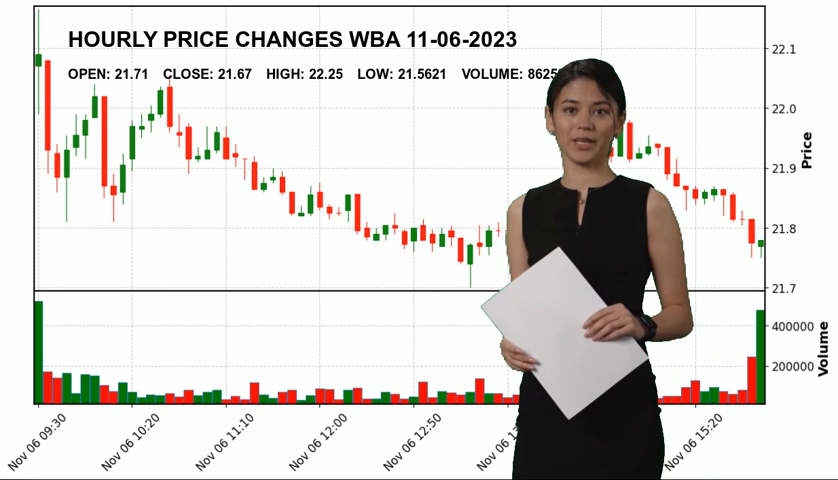 HOURLY PRICE CHANGES WBA 11-06-2023
OPEN: 21.71 CLOSE: 21.67 HIGH: 22.25 LOW: 21.5621 VOLUME:
22.1
22.0
21.9
21.8
21.7
Price
400000
200000
Volume
Nov 06 09:30
Nov 06 10:20
Nov 06 11:10
Nov 06 12:00
Nov 06 12:50
Nov 06
Nov 06 15:20